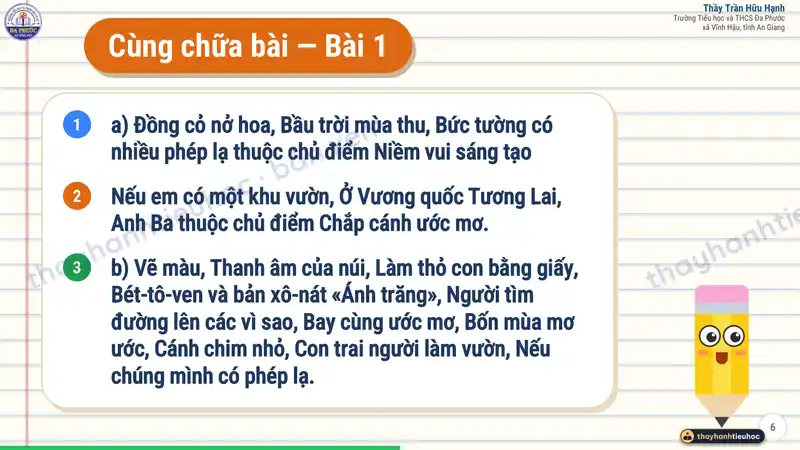 Thầy Trần Hữu Hạnh
Trường Tiểu học và THCS Đa Phước
xã Vĩnh Hậu, tỉnh An Giang
ĐA PHƯỚC
Cùng chữa bài — Bài 1
1
a) Đồng cỏ nở hoa, Bầu trời mùa thu, Bức tường có
nhiều phép lạ thuộc chủ điểm Niềm vui sáng tạo
2
Nếu em có một khu vườn, Ở Vương quốc Tương Lai,
Anh Ba thuộc chủ điểm Chắp cánh ước mơ.
3
b) Vẽ màu, Thanh âm của núi, Làm thỏ con bằng giấy,
Bét-tô-ven và bản xô-nát «Ánh trăng», Người tìm
đường lên các vì sao, Bay cùng ước mơ, Bốn mùa mơ
ước, Cánh chim nhỏ, Con trai người làm vườn, Nếu
chúng mình có phép lạ.
thayhanhtieuhoc
6